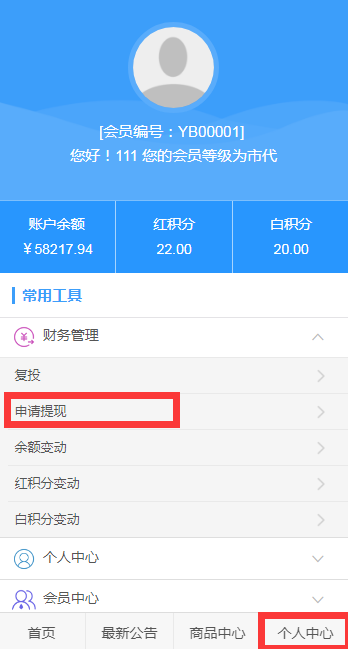 [会员编号：YB00001]
您好！111 您的会员等级为市代
账户余额 红积分 白积分
￥58217.94 22.00 20.00
常用工具
财务管理
复投
申请提现
余额变动
红积分变动
白积分变动
个人中心
会员中心
首页 最新公告 商品中心 个人中心